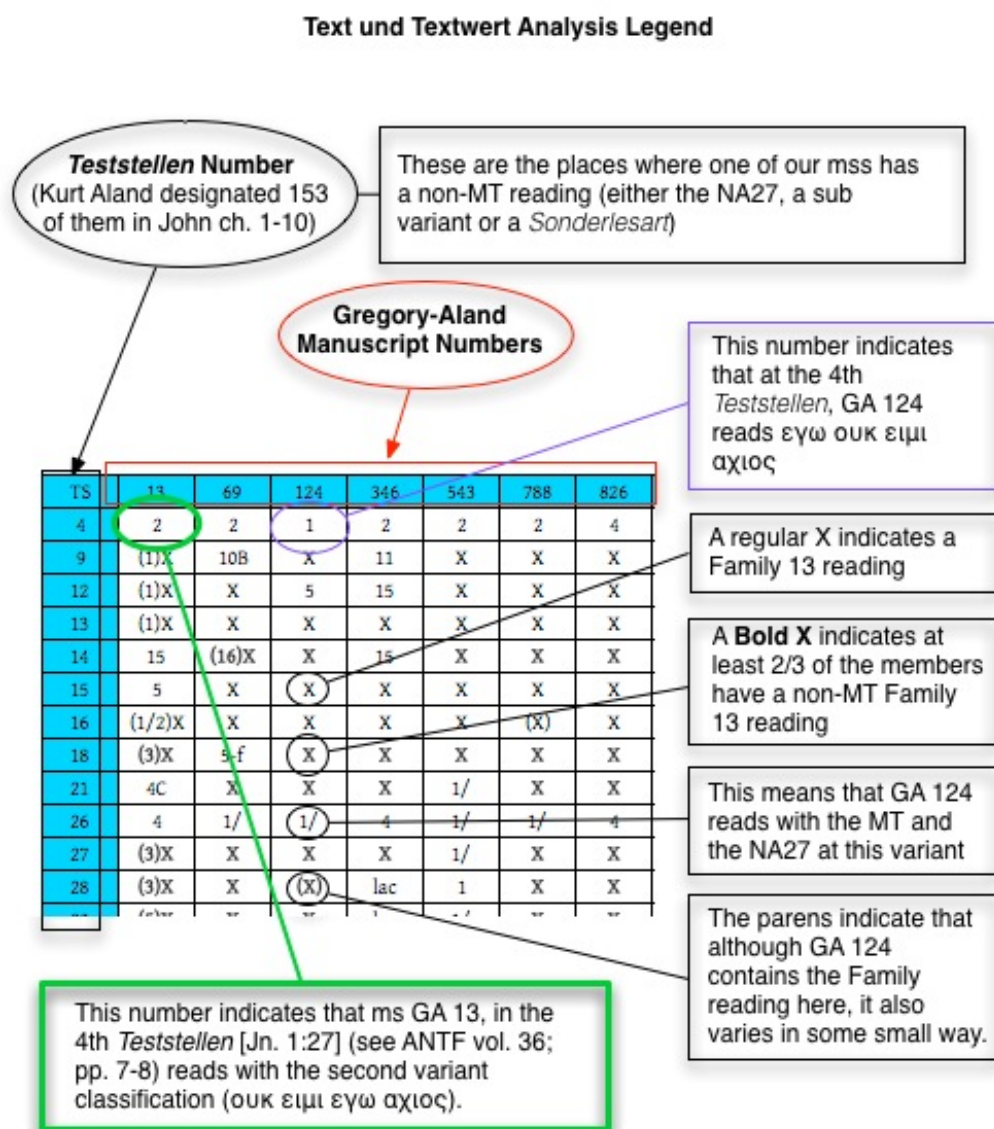 Text und Textwert Analysis Legend
Teststellen Number
(Kurt Aland designated 153
of them in John ch. 1-10)
These are the places where one of our mss has
a non-MT reading (either the NA27, a sub
variant or a Sonderlesart)
Gregory-Aland
Manuscript Numbers
This number indicates
that at the 4th
Teststellen, GA 124
reads εγω ουκ ειμι
αχιος
TS 13 69 124 346 543 788 826
4 2 2 1 2 2 2 4
9 (1)X 10B X 11 X X X
12 (1)X X 5 15 X X X
13 (1)X X X X X X X
14 15 (16)X X 15 X X X
15 5 X X X X X X
16 (1/2)X X X X X (X) X
18 (3)X 5-f X X X X X
21 4C X X X 1/ X X
26 4 1/ 1/ 4 1/ 1/ 4
27 (3)X X X X 1/ X X
28 (3)X X (X) lac 1 X X
A regular X indicates a
Family 13 reading
A Bold X indicates at
least 2/3 of the members
have a non-MT Family
13 reading
This means that GA 124
reads with the MT and
the NA27 at this variant
The parens indicate that
although GA 124
contains the Family
reading here, it also
varies in some small way.
This number indicates that ms GA 13, in the
4th Teststellen [Jn. 1:27] (see ANTF vol. 36;
pp. 7-8) reads with the second variant
classification (ουκ ειμι εγω αχιος).